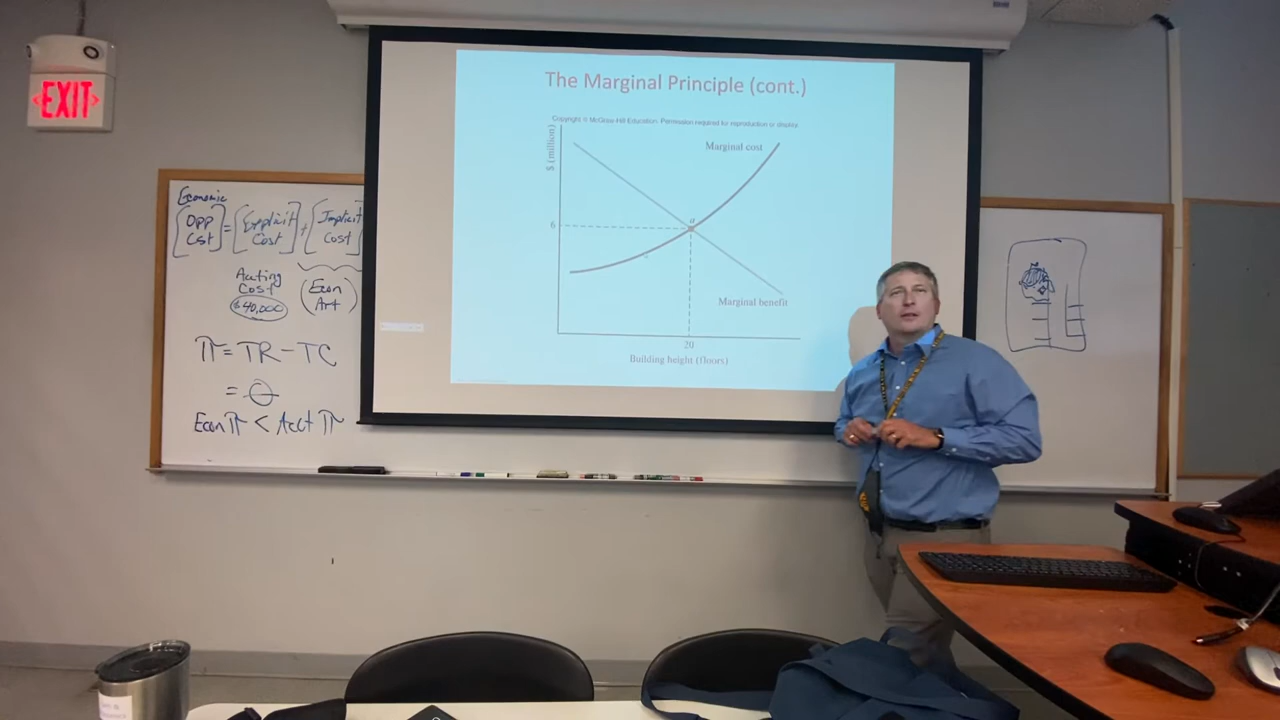 EXIT
Economic
[Opp Cst] = [Explicit Cost] + [Implicit Cost]
Accting Cost
$40,000
(Econ Art)
π = TR - TC
= 0
Econ π < Acct π
The Marginal Principle (cont.)
Copyright © McGraw-Hill Education. Permission required for reproduction or display
$ (million)
Marginal cost
a
6
Marginal benefit
20
Building height (floors)